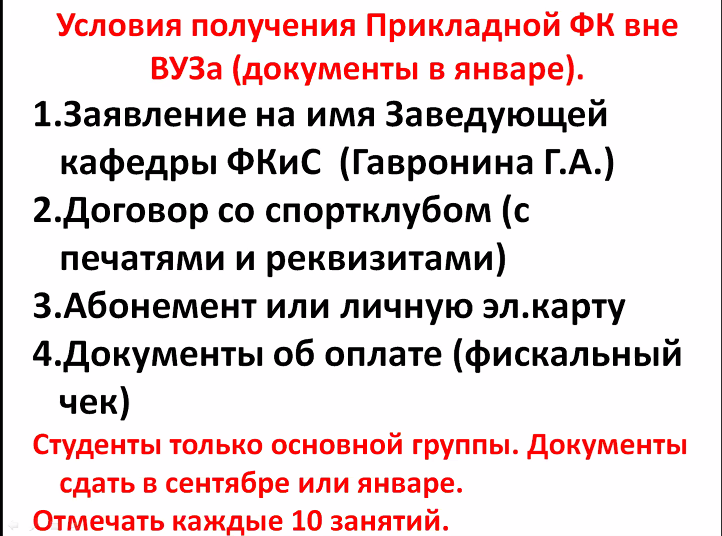 Условия получения Прикладной ФК вне
ВУЗа (документы в январе).
1.Заявление на имя Заведующей
кафедры ФКиС (Гавронина Г.А.)
2.Договор со спортклубом (с
печатями и реквизитами)
3.Абонемент или личную эл.карту
4.Документы об оплате (фискальный
чек)
Студенты только основной группы. Документы
сдать в сентябре или январе.
Отмечать каждые 10 занятий.